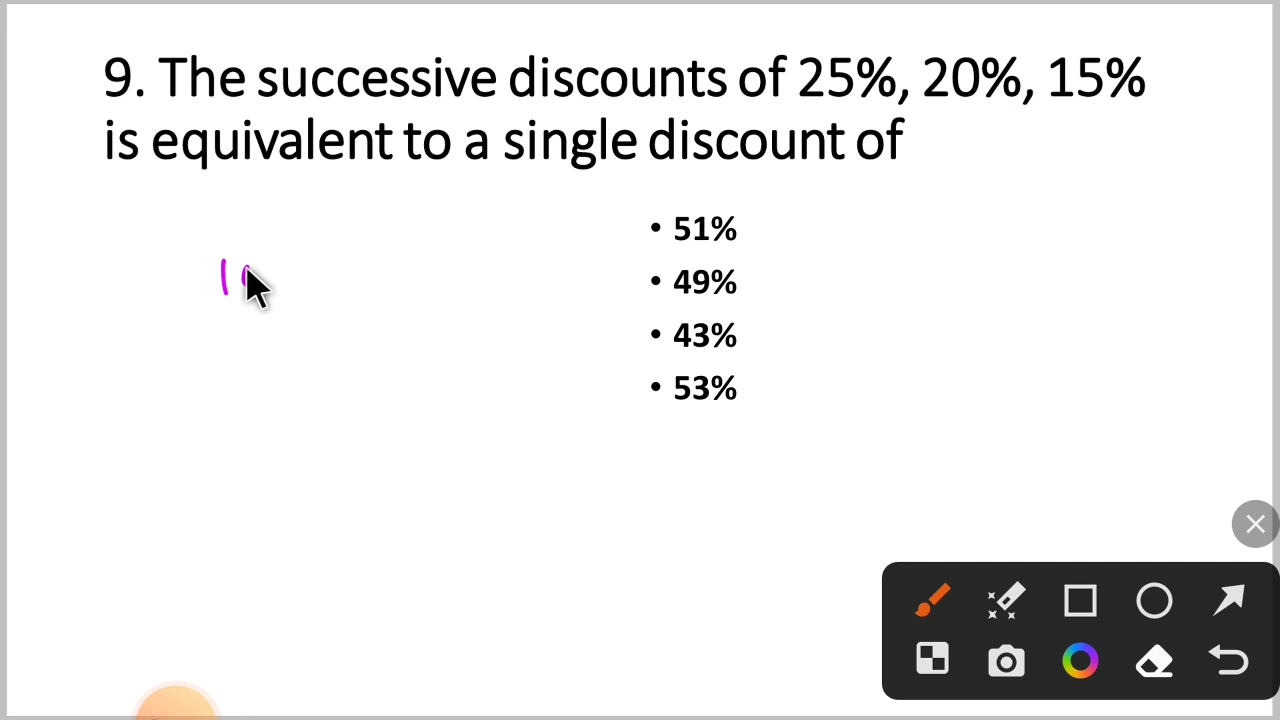 9. The successive discounts of 25%, 20%, 15%
is equivalent to a single discount of
• 51%
• 49%
• 43%
• 53%